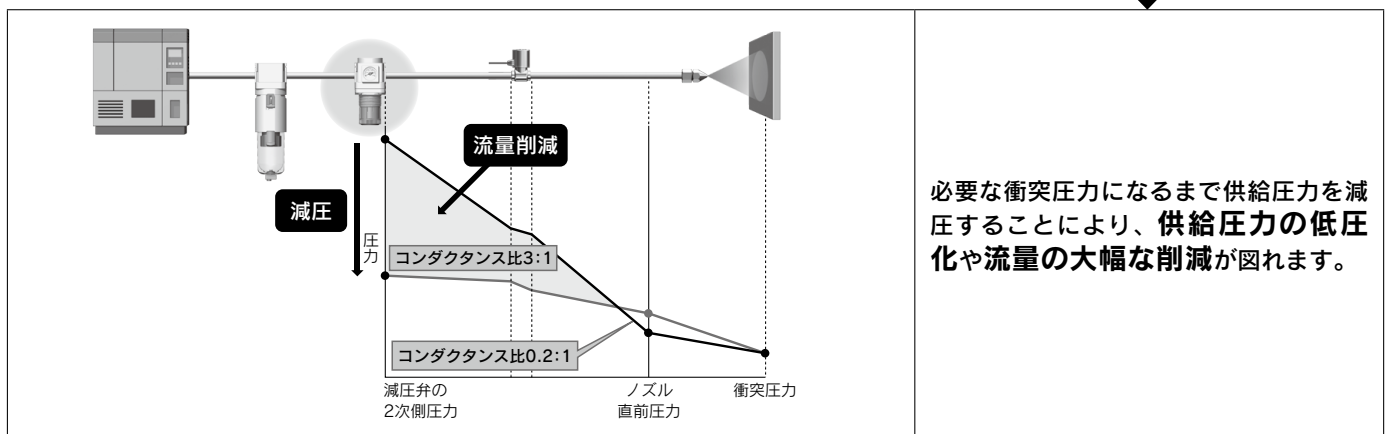 流量削減
減圧
圧力
コンダクタンス比3:1
コンダクタンス比0.2:1
減圧弁の
2次側圧力
ノズル
直前圧力
衝突圧力
必要な衝突圧力になるまで供給圧力を減
圧することにより、供給圧力の低圧
化や流量の大幅な削減が図れます。